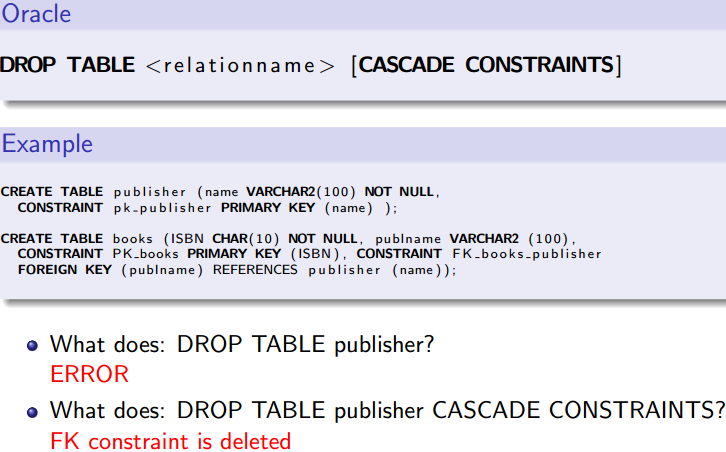 Oracle
DROP TABLE <relationname> [CASCADE CONSTRAINTS]
Example
CREATE TABLE publisher (name VARCHAR2(100) NOT NULL,
CONSTRAINT pk_publisher PRIMARY KEY (name) );
CREATE TABLE books (ISBN CHAR(10) NOT NULL, publname VARCHAR2 (100),
CONSTRAINT PK_books PRIMARY KEY (ISBN), CONSTRAINT FK_books_publisher
FOREIGN KEY (publname) REFERENCES publisher (name));
What does: DROP TABLE publisher?
ERROR
What does: DROP TABLE publisher CASCADE CONSTRAINTS?
FK constraint is deleted